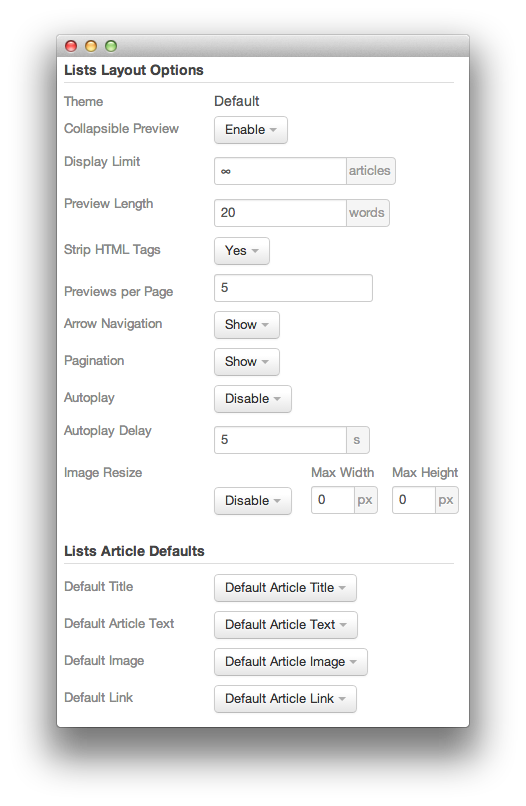 Lists Layout Options
Theme Default
Collapsible Preview Enable
Display Limit ∞ articles
Preview Length 20 words
Strip HTML Tags Yes
Previews per Page 5
Arrow Navigation Show
Pagination Show
Autoplay Disable
Autoplay Delay 5 s
Image Resize Max Width Max Height
Disable 0 px 0 px
Lists Article Defaults
Default Title Default Article Title
Default Article Text Default Article Text
Default Image Default Article Image
Default Link Default Article Link